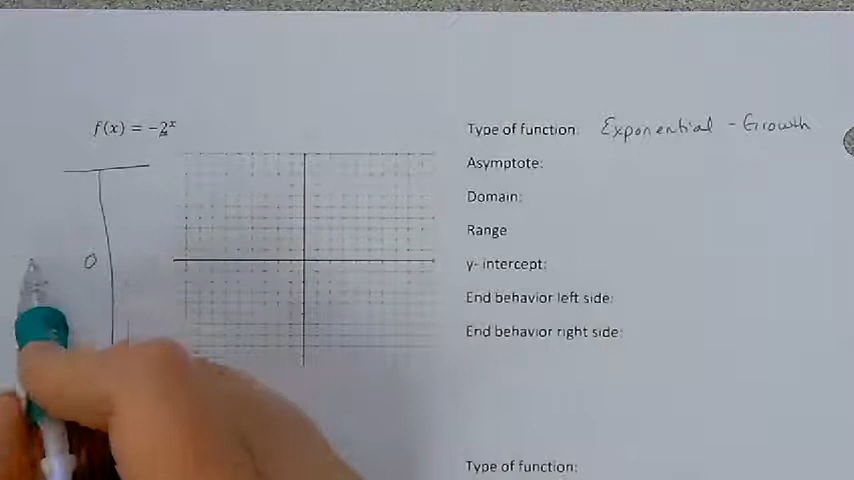 f(x) = −2ˣ
Type of function: Exponential - Growth
Asymptote:
Domain:
Range
y- intercept:
End behavior left side:
End behavior right side:
0
Type of function: